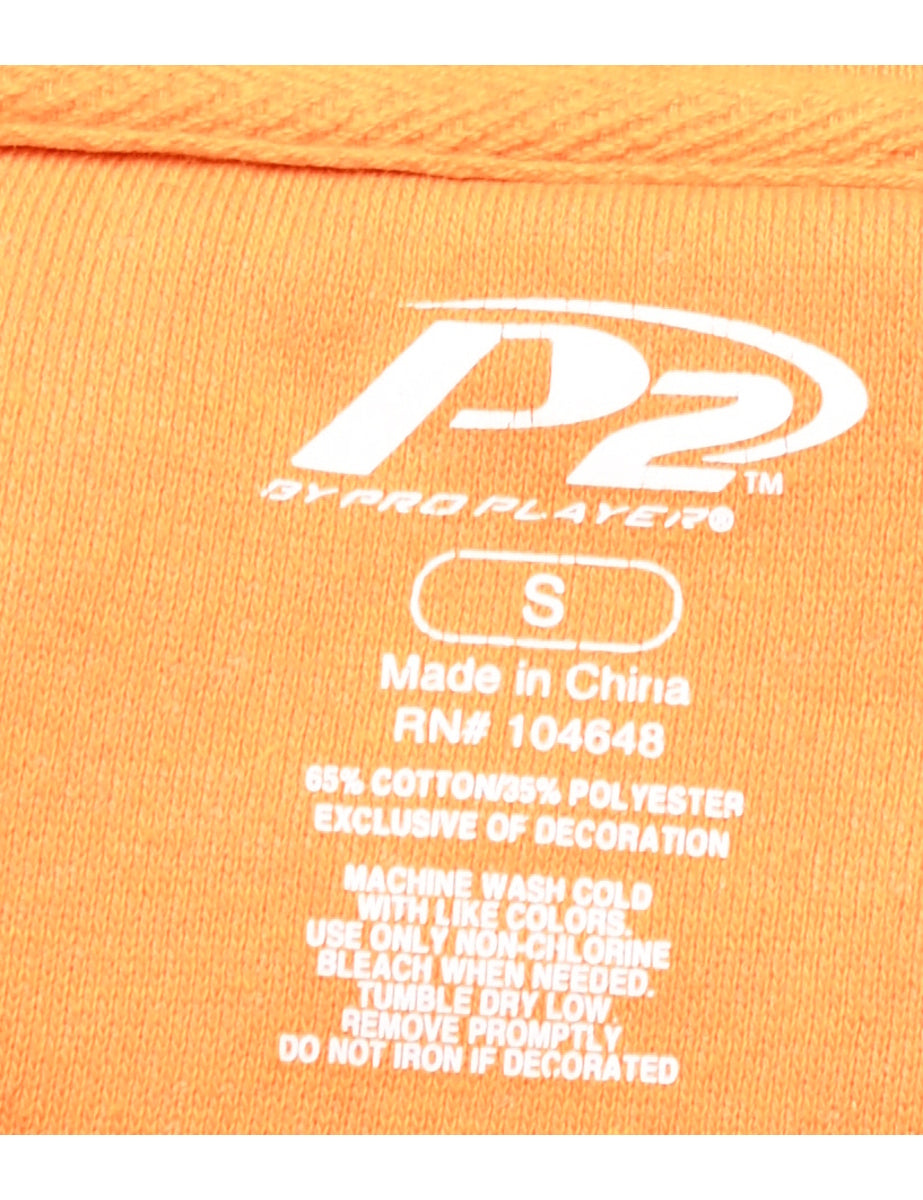 P2™
BY PRO PLAYER®
S
Made in China
RN# 104648
65% COTTON/35% POLYESTER
EXCLUSIVE OF DECORATION
MACHINE WASH COLD
WITH LIKE COLORS.
USE ONLY NON-CHLORINE
BLEACH WHEN NEEDED.
TUMBLE DRY LOW.
REMOVE PROMPTLY
DO NOT IRON IF DECORATED